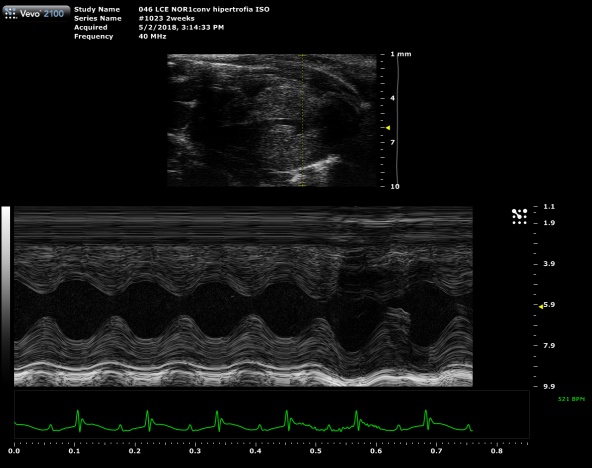 Vevo 2100
Study Name 046 LCE NOR1conv hipertrofia ISO
Series Name #1023 2weeks
Acquired 5/2/2018, 3:14:33 PM
Frequency 40 MHz
1 mm
4
7
10
1.1
1.9
3.9
5.9
7.9
9.9
521 BPM
0.0 0.1 0.2 0.3 0.4 0.5 0.6 0.7 0.8